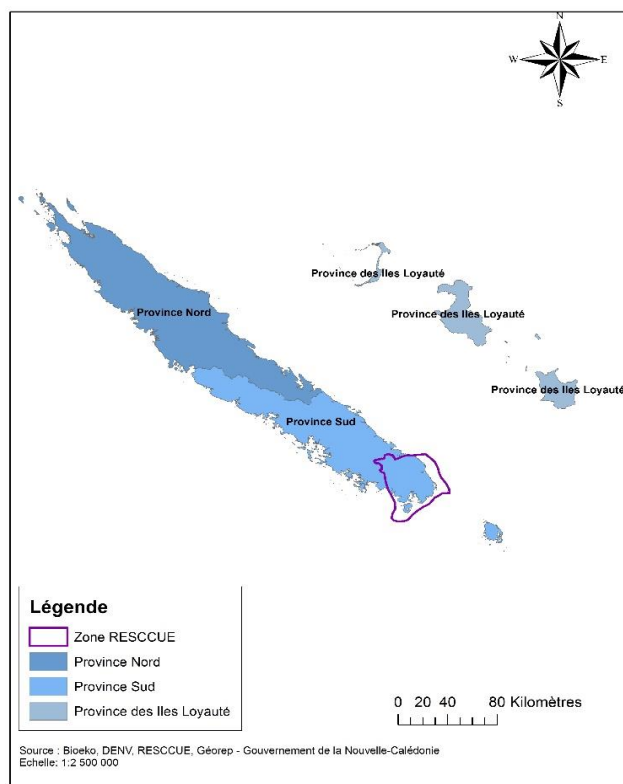 N
W E
S
Province des Iles Loyauté
Province Nord
Province des Iles Loyauté
Province des Iles Loyauté
Province Sud
Légende
Zone RESCCUE
Province Nord
Province Sud
Province des Iles Loyauté
0 20 40 80 Kilomètres
Source : Bioeko, DENV, RESCCUE, Géorep - Gouvernement de la Nouvelle-Calédonie
Echelle: 1:2 500 000